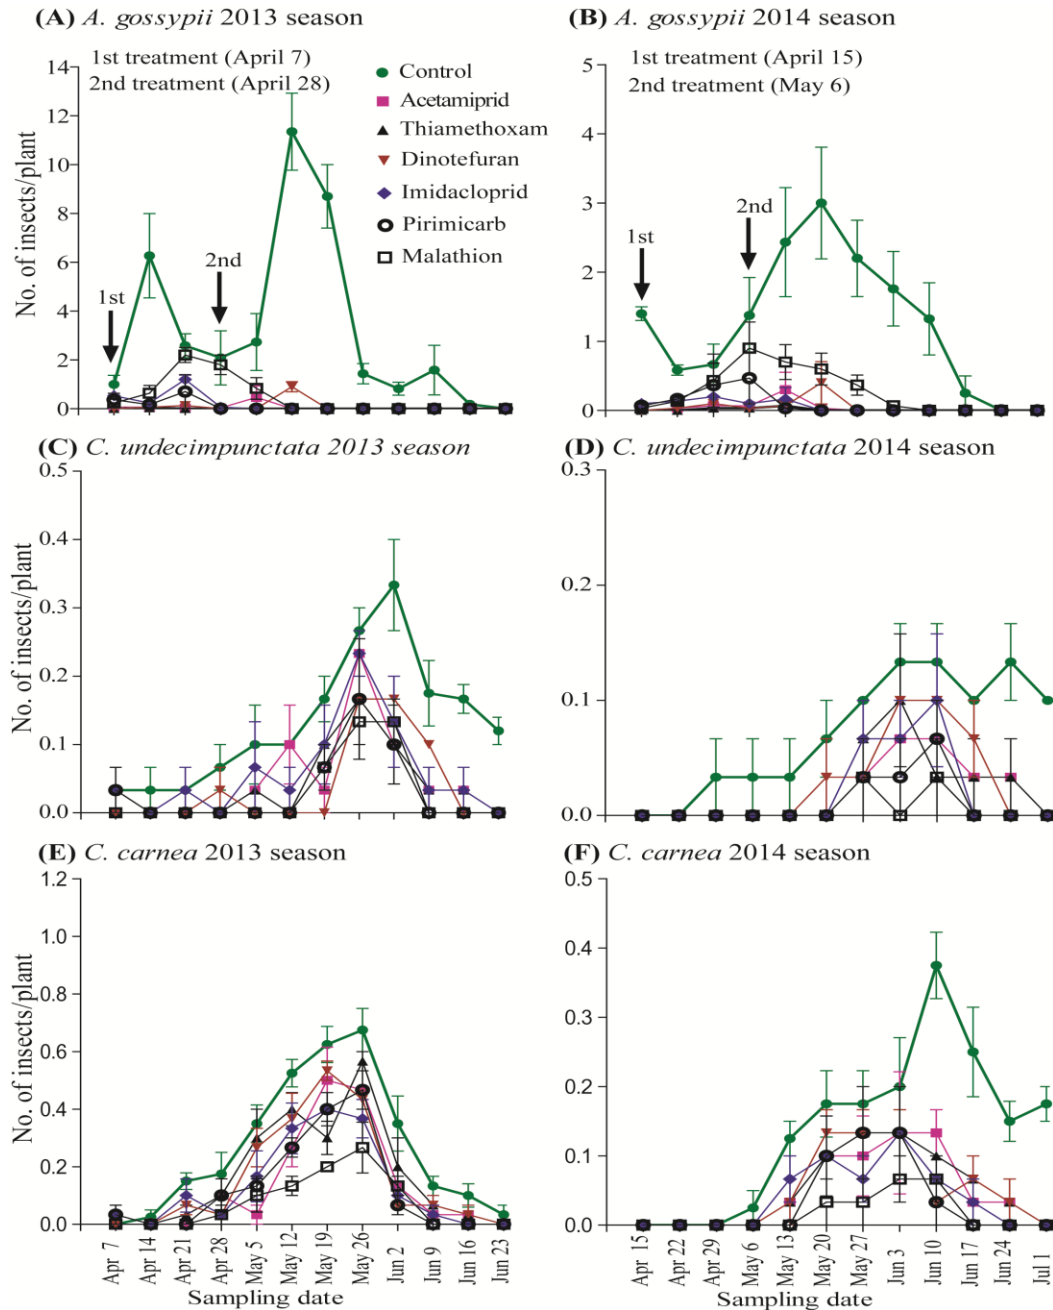 (A) A. gossypii 2013 season
1st treatment (April 7)
2nd treatment (April 28)
Control
Acetamiprid
Thiamethoxam
Dinotefuran
Imidacloprid
Pirimicarb
Malathion
1st
2nd
No. of insects/plant
14
12
10
8
6
4
2
0
(B) A. gossypii 2014 season
1st treatment (April 15)
2nd treatment (May 6)
1st
2nd
5
4
3
2
1
0
(C) C. undecimpunctata 2013 season
No. of insects/plant
0.5
0.4
0.3
0.2
0.1
0.0
(D) C. undecimpunctata 2014 season
0.3
0.2
0.1
0.0
(E) C. carnea 2013 season
No. of insects/plant
1.2
1.0
0.8
0.6
0.4
0.2
0.0
Apr 7
Apr 14
Apr 21
Apr 28
May 5
May 12
May 19
May 26
Jun 2
Jun 9
Jun 16
Jun 23
Sampling date
(F) C. carnea 2014 season
0.5
0.4
0.3
0.2
0.1
0.0
Apr 15
Apr 22
Apr 29
May 6
May 13
May 20
May 27
Jun 3
Jun 10
Jun 17
Jun 24
Jul 1
Sampling date